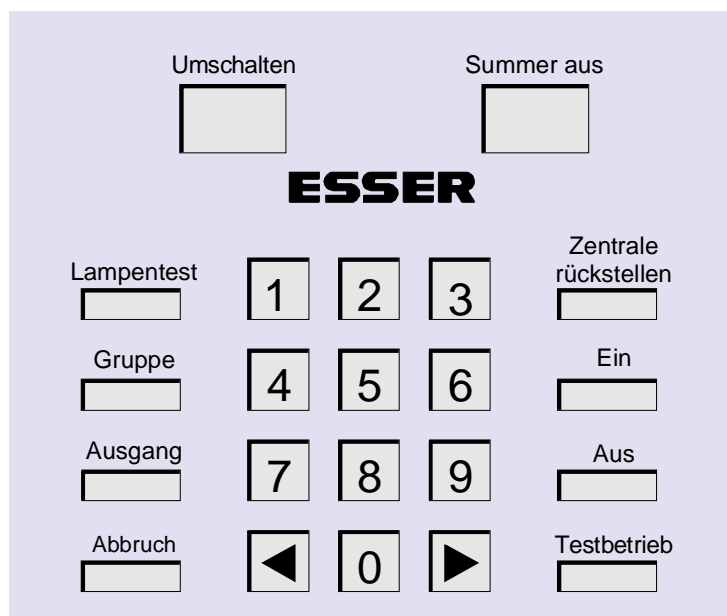 Umschalten
Summer aus
ESSER
Lampentest
1
2
3
Zentrale
rückstellen
Gruppe
4
5
6
Ein
Ausgang
7
8
9
Aus
Abbruch
0
Testbetrieb